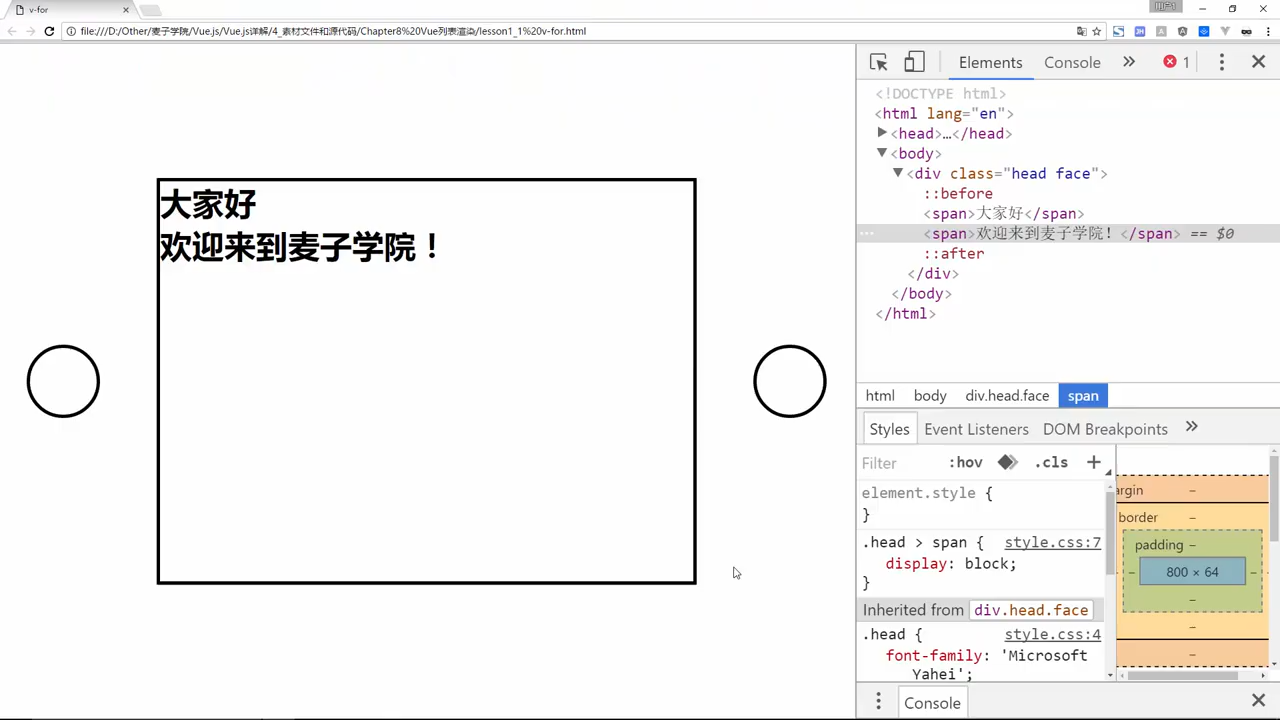 v-for
用户1
file:///D:/Other/麦子学院/Vue.js/Vue.js详解/4_素材文件和源代码/Chapter8%20Vue列表渲染/lesson1_1%20v-for.html
大家好
欢迎来到麦子学院！
Elements
Console
1
<!DOCTYPE html>
<html lang="en">
<head>…</head>
<body>
<div class="head face">
::before
<span>大家好</span>
<span>欢迎来到麦子学院！</span> == $0
::after
</div>
</body>
</html>
html body div.head.face span
Styles Event Listeners DOM Breakpoints
Filter :hov .cls +
element.style {
}
.head > span { style.css:7
display: block;
}
Inherited from div.head.face
.head { style.css:4
font-family: 'Microsoft
Yahei';
argin –
border –
padding –
– 800 × 64 –
–
–
–
Console